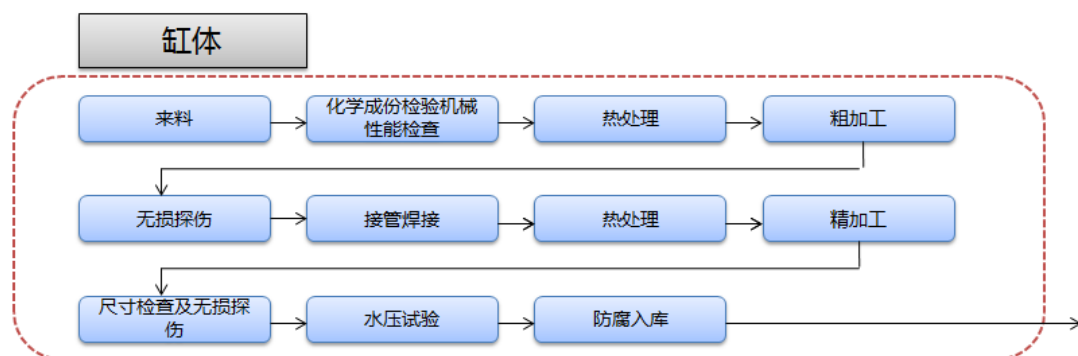 缸体
来料
化学成份检验机械
性能检查
热处理
粗加工
无损探伤
接管焊接
热处理
精加工
尺寸检查及无损探
伤
水压试验
防腐入库